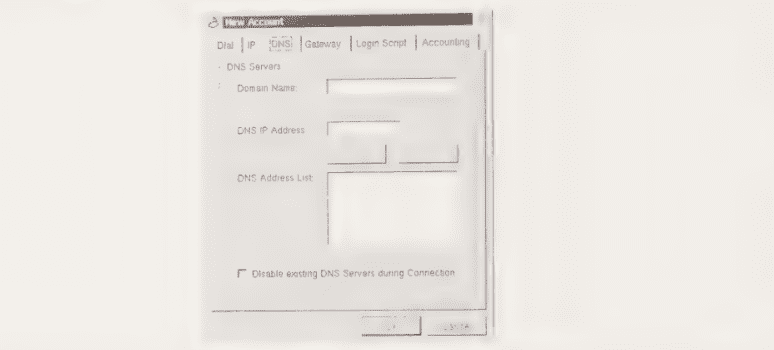 New Account
Dial IP DNS Gateway Login Script Accounting
DNS Servers
Domain Name:
DNS IP Address
DNS Address List:
Disable existing DNS Servers during Connection